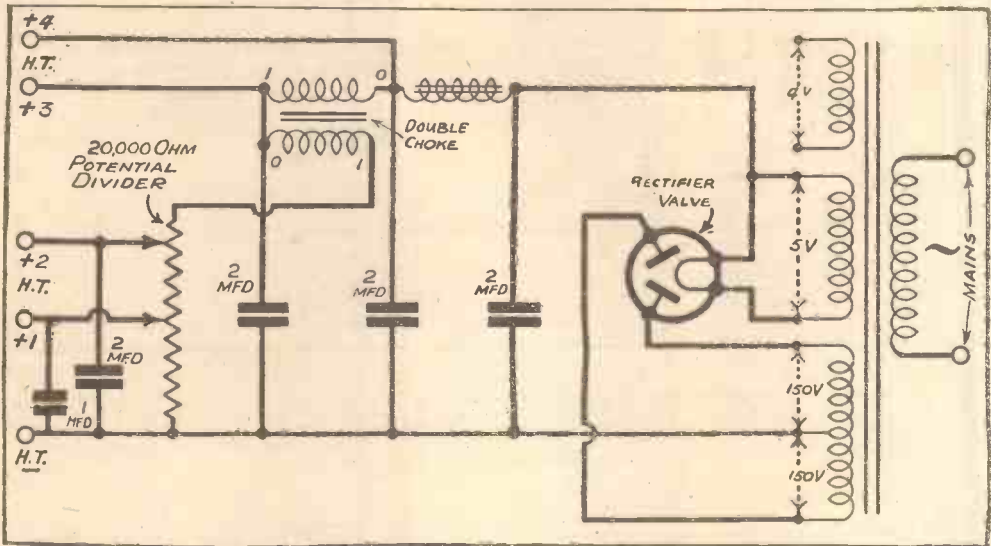 +4
H.T.
+3
1
0
DOUBLE
CHOKE
0
1
20,000 OHM
POTENTIAL
DIVIDER
RECTIFIER
VALVE
4V
5V
~
MAINS
+2
H.T.
+1
2
MFD
1
MFD
2
MFD
2
MFD
2
MFD
150V
150V
H.T.
–